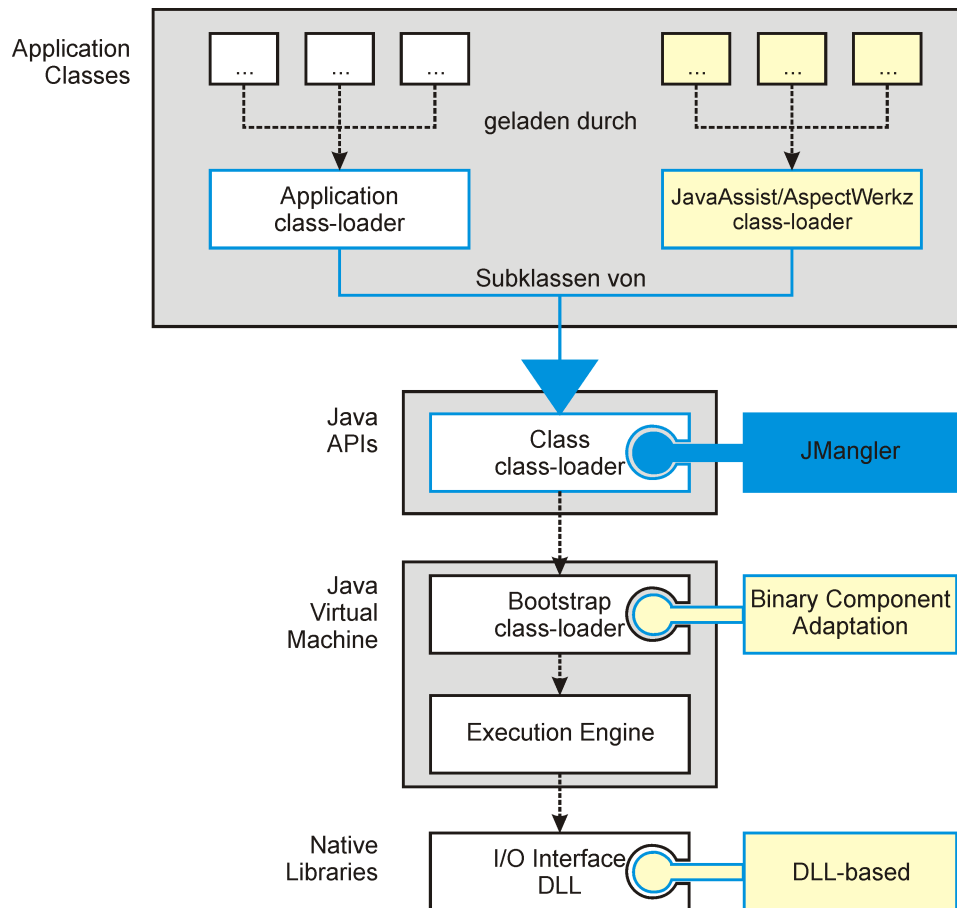 Application
Classes
...
...
...
...
...
...
geladen durch
Application
class-loader
JavaAssist/AspectWerkz
class-loader
Subklassen von
Java
APIs
Class
class-loader
JMangler
Java
Virtual
Machine
Bootstrap
class-loader
Binary Component
Adaptation
Execution Engine
Native
Libraries
I/O Interface
DLL
DLL-based